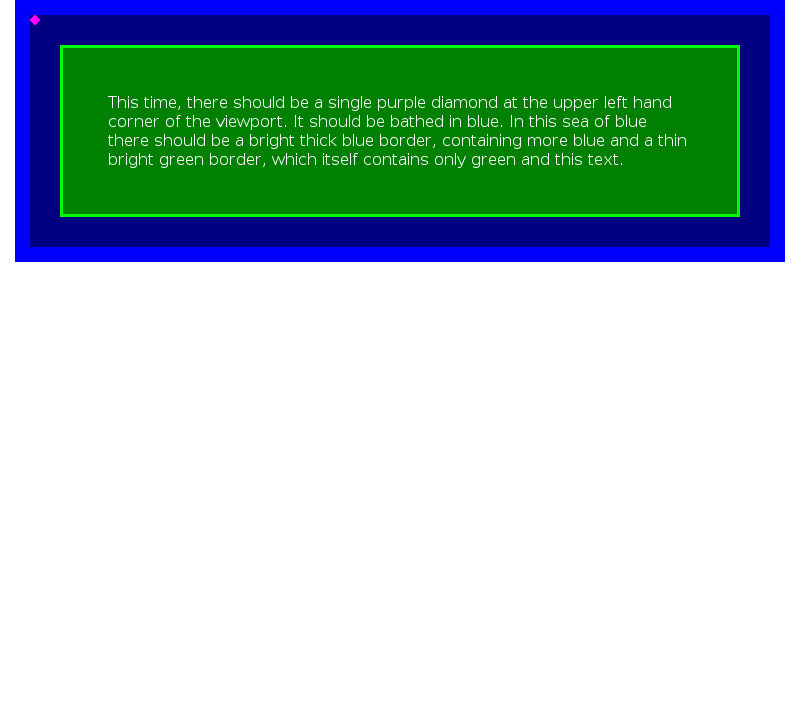 This time, there should be a single purple diamond at the upper left hand
corner of the viewport. It should be bathed in blue. In this sea of blue
there should be a bright thick blue border, containing more blue and a thin
bright green border, which itself contains only green and this text.